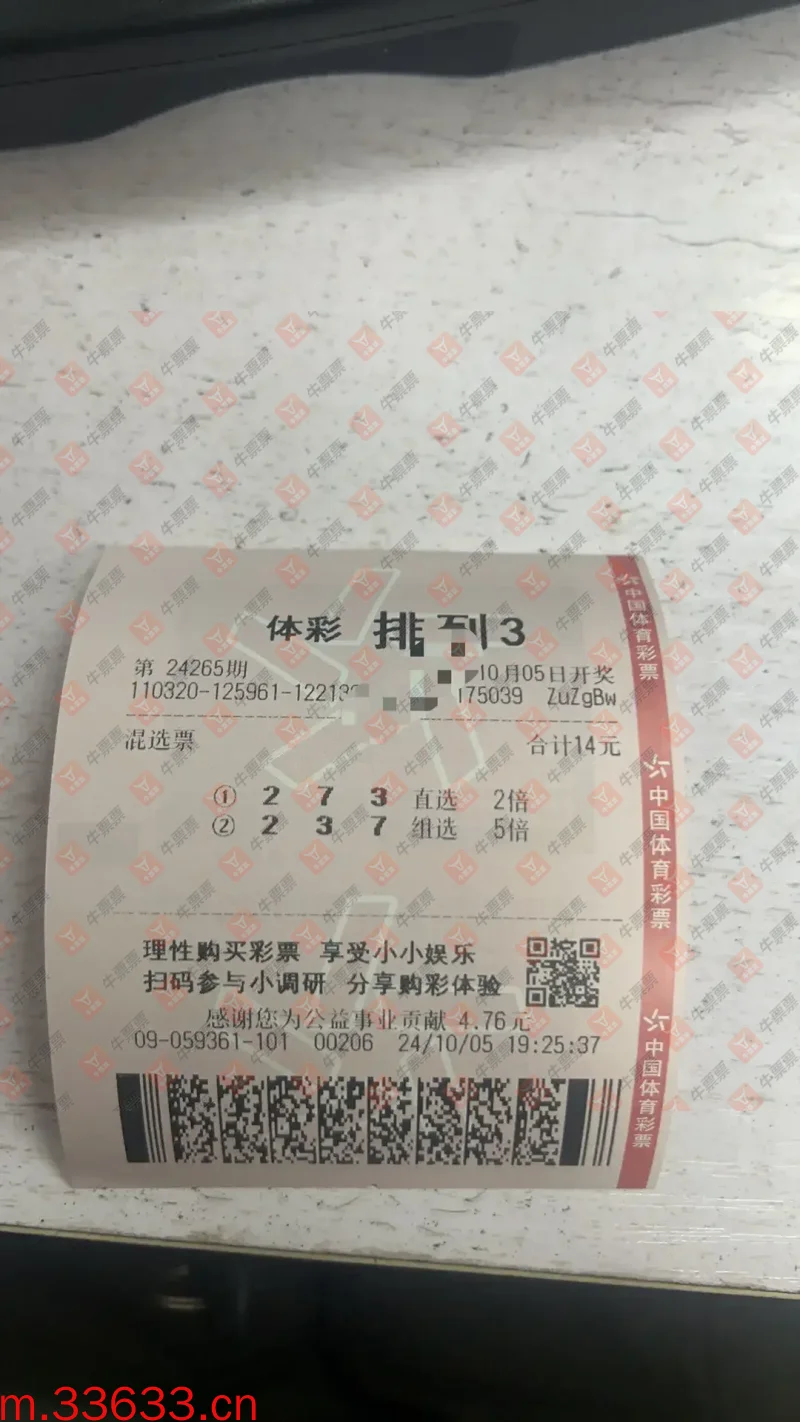 体彩 排列3
第 24265期 10月05日开奖
110320-125961-12213 175039 ZuZgBw
混选票 合计14元
① 2 7 3 直选 2倍
② 2 3 7 组选 5倍
理性购买彩票 享受小小娱乐
扫码参与小调研 分享购彩体验
感谢您为公益事业贡献 4.76元
09-059361-101 00206 24/10/05 19:25:37
中国体育彩票
中国体育彩票
中国体育彩票
牛票票
m.33633.cn